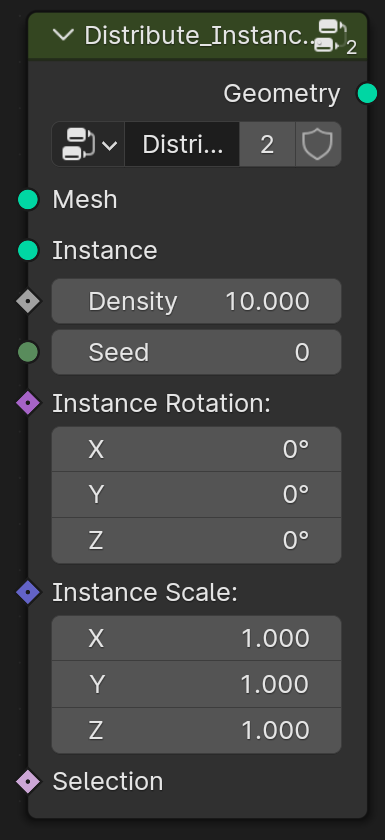 Distribute_Instanc.. 2
Geometry
Distri... 2
Mesh
Instance
Density 10.000
Seed 0
Instance Rotation:
X 0°
Y 0°
Z 0°
Instance Scale:
X 1.000
Y 1.000
Z 1.000
Selection